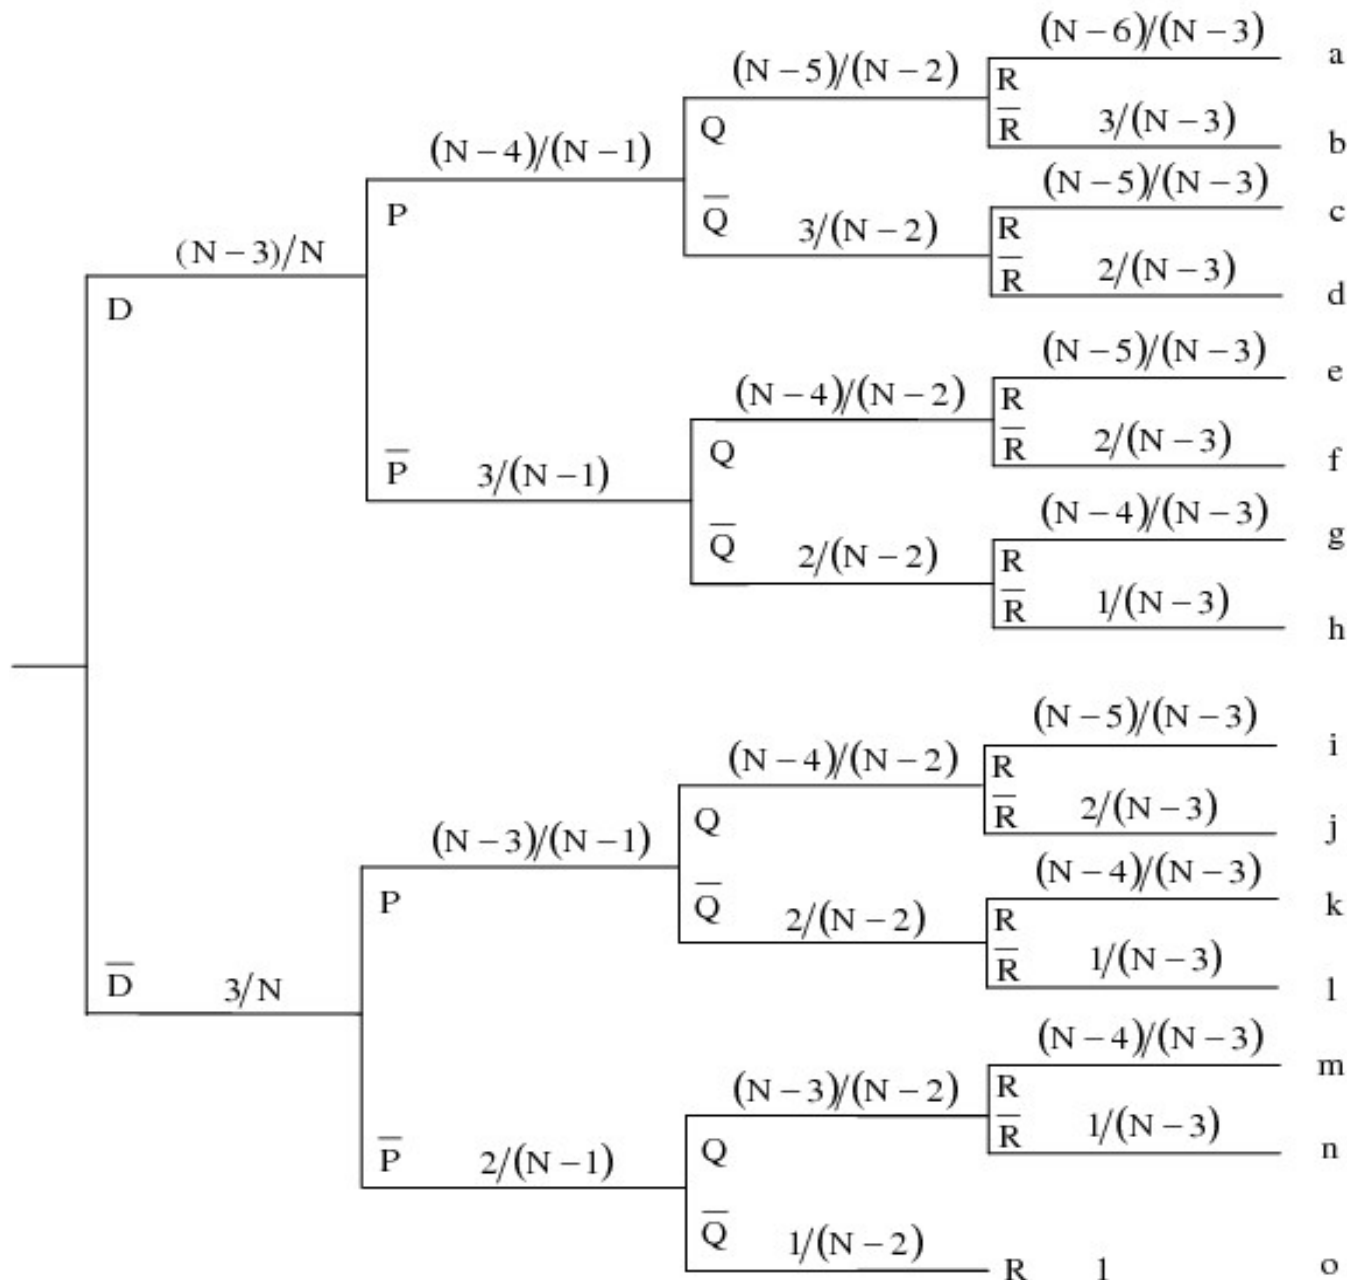 (N – 6)/(N – 3)
a
(N – 5)/(N – 2)
R
Q
R̅
3/(N – 3)
b
(N – 4)/(N – 1)
(N – 5)/(N – 3)
c
P
Q̅
3/(N – 2)
R
(N – 3)/N
R̅
2/(N – 3)
d
D
(N – 5)/(N – 3)
e
(N – 4)/(N – 2)
R
Q
R̅
2/(N – 3)
f
P̅
3/(N – 1)
(N – 4)/(N – 3)
g
Q̅
2/(N – 2)
R
R̅
1/(N – 3)
h
(N – 5)/(N – 3)
i
(N – 4)/(N – 2)
R
Q
R̅
2/(N – 3)
j
(N – 3)/(N – 1)
(N – 4)/(N – 3)
k
P
Q̅
2/(N – 2)
R
D̅
3/N
R̅
1/(N – 3)
l
(N – 4)/(N – 3)
m
(N – 3)/(N – 2)
R
R̅
1/(N – 3)
n
P̅
2/(N – 1)
Q
Q̅
1/(N – 2)
R
1
o